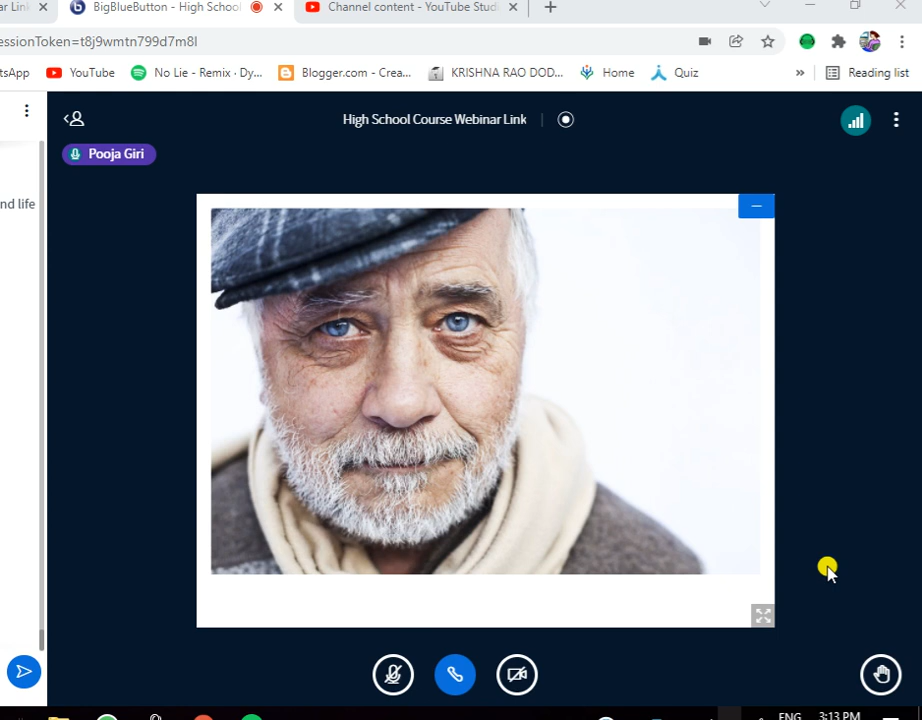 ar Lin
BigBlueButton - High School
Channel content - YouTube Stud
essionToken=t8j9wmtn799d7m8l
tsApp YouTube No Lie - Remix · Dy... Blogger.com - Crea... KRISHNA RAO DOD... Home Quiz » Reading list
High School Course Webinar Link
Pooja Giri
nd life
ENG 3:13 PM